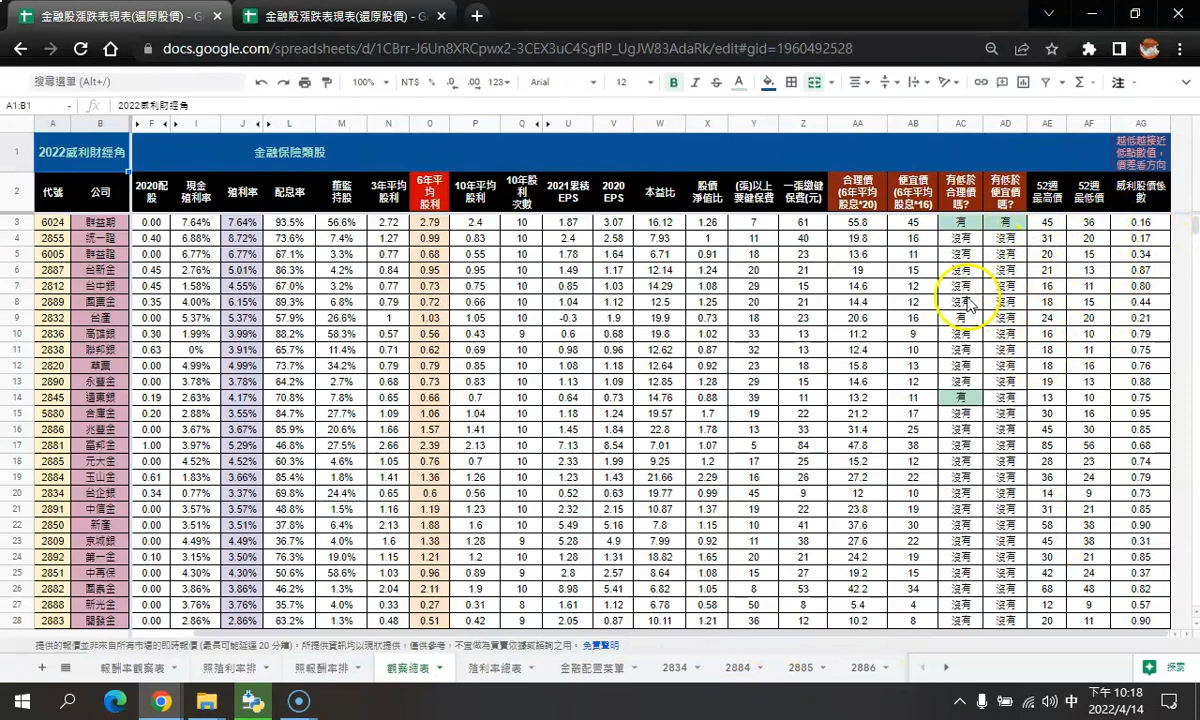 金融股漲跌表現表(還原股價) - G
金融股漲跌表現表(還原股價) - G
docs.google.com/spreadsheets/d/1CBrr-J6Un8XRCpwx2-3CEX3uC4SgflP_UgJW83AdaRk/edit#gid=1960492528
搜尋選單 (Alt+/) 100% NT$ % .0 .00 123 Arial 12 B I S A 注
A1:B1 fx 2022威利財經角
A B F I J L M N O P Q U V W X Y Z AA AB AC AD AE AF AG
1 2022威利財經角 金融保險類股 越低越接近低點數值,價差看方向
2 代號 公司 2020配股 現金殖利率 殖利率 配息率 董監持股 3年平均股利 6年平均股利 10年平均股利 10年股利次數 2021累積EPS 2020EPS 本益比 股價淨值比 (張)以上要健保費 一張繳健保費(元) 合理價(6年平均股息*20) 便宜價(6年平均股息*16) 有低於合理價嗎? 有低於便宜價嗎? 52週最高價 52週最低價 威利股價係數
3 6024 群益期 0.00 7.64% 7.64% 93.5% 56.6% 2.72 2.79 2.4 10 1.87 3.07 16.12 1.26 7 61 55.8 45 有 有 45 36 0.16
4 2855 統一證 0.40 6.88% 8.72% 73.6% 7.4% 1.27 0.99 0.83 10 2.4 2.58 7.93 1 11 40 19.8 16 沒有 沒有 31 20 0.17
5 6005 群益證 0.00 6.77% 6.77% 67.1% 3.3% 0.77 0.68 0.55 10 1.78 1.64 6.71 0.91 18 23 13.6 11 沒有 沒有 20 15 0.34
6 2887 台新金 0.45 2.76% 5.01% 86.3% 4.2% 0.84 0.95 0.95 10 1.49 1.17 12.14 1.24 20 21 19 15 沒有 沒有 21 13 0.87
7 2812 台中銀 0.45 1.58% 4.55% 67.0% 3.2% 0.77 0.73 0.75 10 0.85 1.03 14.29 1.08 29 15 14.6 12 沒有 沒有 16 11 0.80
8 2889 國票金 0.35 4.00% 6.15% 89.3% 6.8% 0.79 0.72 0.66 10 1.04 1.12 12.5 1.25 20 21 14.4 12 沒有 沒有 18 15 0.44
9 2832 台產 0.00 5.37% 5.37% 57.9% 26.6% 1 1.03 1.05 10 -0.3 1.9 19.9 0.73 18 23 20.6 16 有 沒有 24 20 0.21
10 2836 高雄銀 0.30 1.99% 3.99% 88.2% 58.3% 0.57 0.56 0.43 9 0.6 0.68 19.8 1.02 33 13 11.2 9 沒有 沒有 16 10 0.79
11 2838 聯邦銀 0.63 0% 3.91% 65.7% 11.4% 0.71 0.62 0.69 10 0.98 0.96 12.62 0.87 32 13 12.4 10 沒有 沒有 18 11 0.75
12 2820 華票 0.00 4.99% 4.99% 73.7% 34.2% 0.79 0.79 0.85 10 1.08 1.18 12.64 0.92 23 18 15.8 13 沒有 沒有 18 16 0.76
13 2890 永豐金 0.00 3.78% 3.78% 64.2% 2.7% 0.68 0.73 0.83 10 1.13 1.09 12.85 1.28 29 15 14.6 12 沒有 沒有 19 13 0.88
14 2845 遠東銀 0.19 2.63% 4.17% 70.8% 7.8% 0.65 0.66 0.7 10 0.64 0.73 14.76 0.88 39 11 13.2 11 有 沒有 13 10 0.75
15 5880 合庫金 0.20 2.88% 3.55% 84.7% 27.7% 1.09 1.06 1.04 10 1.18 1.24 19.57 1.7 19 22 21.2 17 沒有 沒有 30 16 0.95
16 2886 兆豐金 0.00 3.67% 3.67% 85.9% 20.6% 1.66 1.57 1.41 10 1.41 1.84 22.8 1.78 13 33 31.4 25 沒有 沒有 45 30 0.85
17 2881 富邦金 1.00 3.97% 5.29% 46.8% 27.5% 2.66 2.39 2.13 10 7.13 8.54 7.01 1.07 5 84 47.8 38 沒有 沒有 85 56 0.68
18 2885 元大金 0.00 4.52% 4.52% 60.3% 4.6% 1.05 0.76 0.7 10 2.33 1.99 9.25 1.2 17 25 15.2 12 沒有 沒有 28 23 0.74
19 2884 玉山金 0.61 1.83% 3.66% 85.4% 1.8% 1.41 1.36 1.26 10 1.23 1.43 21.66 2.29 16 26 27.2 22 沒有 沒有 36 24 0.79
20 2834 台企銀 0.34 0.77% 3.37% 69.8% 24.4% 0.65 0.6 0.56 10 0.52 0.63 19.77 0.99 45 9 12 10 沒有 沒有 14 9 0.73
21 2891 中信金 0.00 3.57% 3.57% 48.8% 1.5% 1.16 1.19 1.23 10 2.73 2.15 10.87 1.37 19 22 23.8 19 沒有 沒有 31 21 0.85
22 2850 新產 0.00 3.51% 3.51% 37.8% 6.4% 2.13 1.88 1.6 10 5.49 5.16 7.8 1.15 10 41 37.6 30 沒有 沒有 58 38 0.90
23 2809 京城銀 0.00 4.49% 4.49% 37.7% 4.0% 1.6 1.38 1.28 9 5.28 4.9 7.99 0.92 11 38 27.6 22 沒有 沒有 45 38 0.31
24 2892 第一金 0.10 3.15% 3.50% 76.3% 19.0% 1.15 1.21 1.2 10 1.28 1.31 18.82 1.65 20 21 24.2 19 沒有 沒有 30 21 0.85
25 2851 中再保 0.00 4.30% 4.30% 50.6% 58.6% 1.03 0.96 0.89 9 2.8 2.57 8.64 1.08 15 27 19.2 15 沒有 沒有 42 24 0.37
26 2882 國泰金 0.00 3.86% 3.86% 46.2% 1.3% 2.04 2.11 1.9 10 8.98 5.41 6.82 1.05 8 53 42.2 34 沒有 沒有 68 48 0.82
27 2888 新光金 0.00 3.76% 3.76% 35.7% 4.0% 0.33 0.27 0.31 8 1.61 1.12 6.78 0.58 50 8 5.4 4 沒有 沒有 12 9 0.57
28 2883 開發金 0.00 2.86% 2.86% 63.2% 1.3% 0.48 0.51 0.42 9 2.05 0.87 10.11 1.21 36 12 10.2 8 沒有 沒有 20 11 0.90
提供的報價並非來自所有市場的即時報價 (最長可能延遲 20 分鐘)。所提供資訊均以現狀提供,僅供參考,不宜做為買賣依據或諮詢之用。 免責聲明
報酬率觀察表 照殖利率排 照報酬率排 觀察總表 殖利率總表 金融配置菜單 2834 2884 2885 2886 探索
中 下午 10:18
2022/4/14